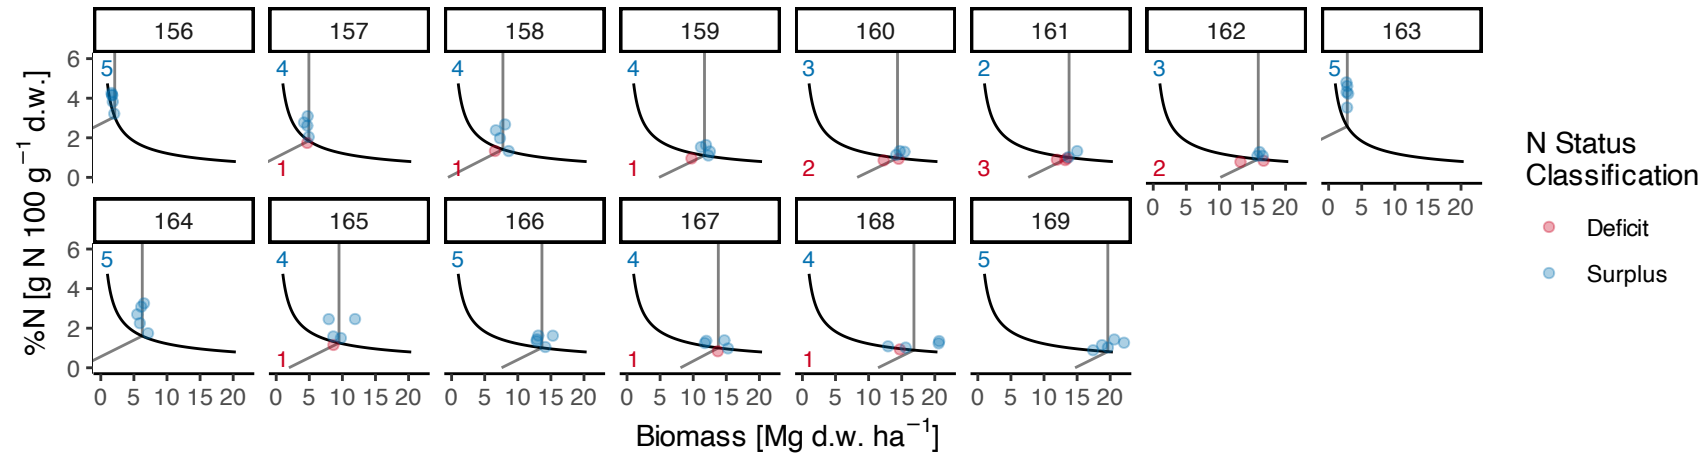 156 157 158 159 160 161 162 163
6 5 4 4 4 3 2 3 5
4
2
0 1 1 1 2 3 2
0 5 10 15 20 0 5 10 15 20
164 165 166 167 168 169
6 5 4 5 4 4 5
4
2
0 1 1 1
0 5 10 15 20 0 5 10 15 20 0 5 10 15 20 0 5 10 15 20 0 5 10 15 20 0 5 10 15 20
%N [g N 100 g⁻¹ d.w.]
Biomass [Mg d.w. ha⁻¹]
N Status
Classification
Deficit
Surplus